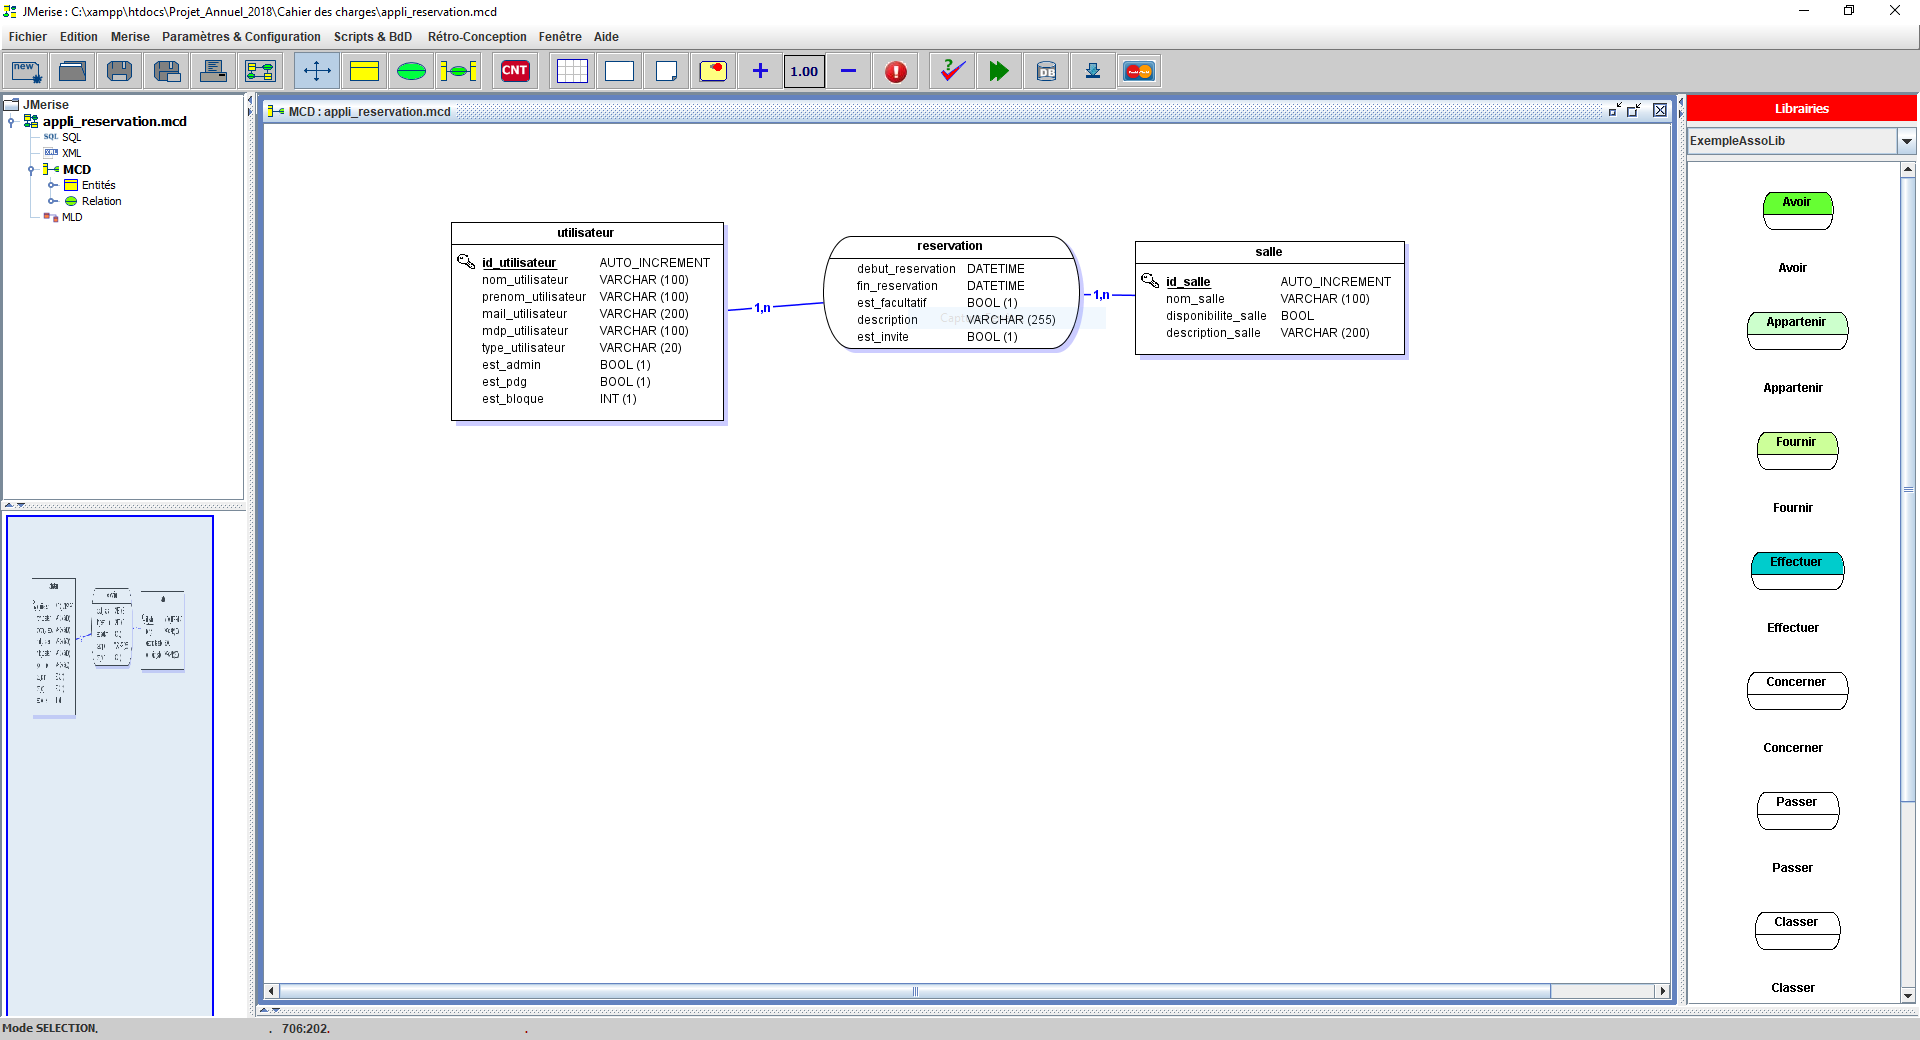 JMerise : C:\xampp\htdocs\Projet_Annuel_2018\Cahier des charges\appli_reservation.mcd
Fichier Edition Merise Paramètres & Configuration Scripts & BdD Rétro-Conception Fenêtre Aide
new CNT 1.00 DB
JMerise
appli_reservation.mcd
SQL SQL
XML
MCD
Entités
Relation
MLD
MCD : appli_reservation.mcd
utilisateur
id_utilisateur AUTO_INCREMENT
nom_utilisateur VARCHAR (100)
prenom_utilisateur VARCHAR (100)
mail_utilisateur VARCHAR (200)
mdp_utilisateur VARCHAR (100)
type_utilisateur VARCHAR (20)
est_admin BOOL (1)
est_pdg BOOL (1)
est_bloque INT (1)
1,n
reservation
debut_reservation DATETIME
fin_reservation DATETIME
est_facultatif BOOL (1)
description VARCHAR (255)
est_invite BOOL (1)
1,n
salle
id_salle AUTO_INCREMENT
nom_salle VARCHAR (100)
disponibilite_salle BOOL
description_salle VARCHAR (200)
Librairies
ExempleAssoLib
Avoir
Avoir
Appartenir
Appartenir
Fournir
Fournir
Effectuer
Effectuer
Concerner
Concerner
Passer
Passer
Classer
Classer
Mode SELECTION. . 706:202. .